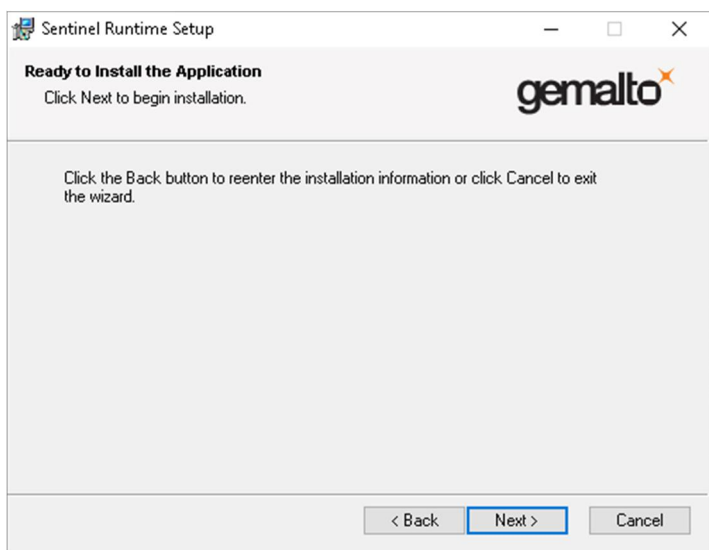 Sentinel Runtime Setup
Ready to Install the Application
Click Next to begin installation.
gemalto
Click the Back button to reenter the installation information or click Cancel to exit
the wizard.
< Back
Next >
Cancel